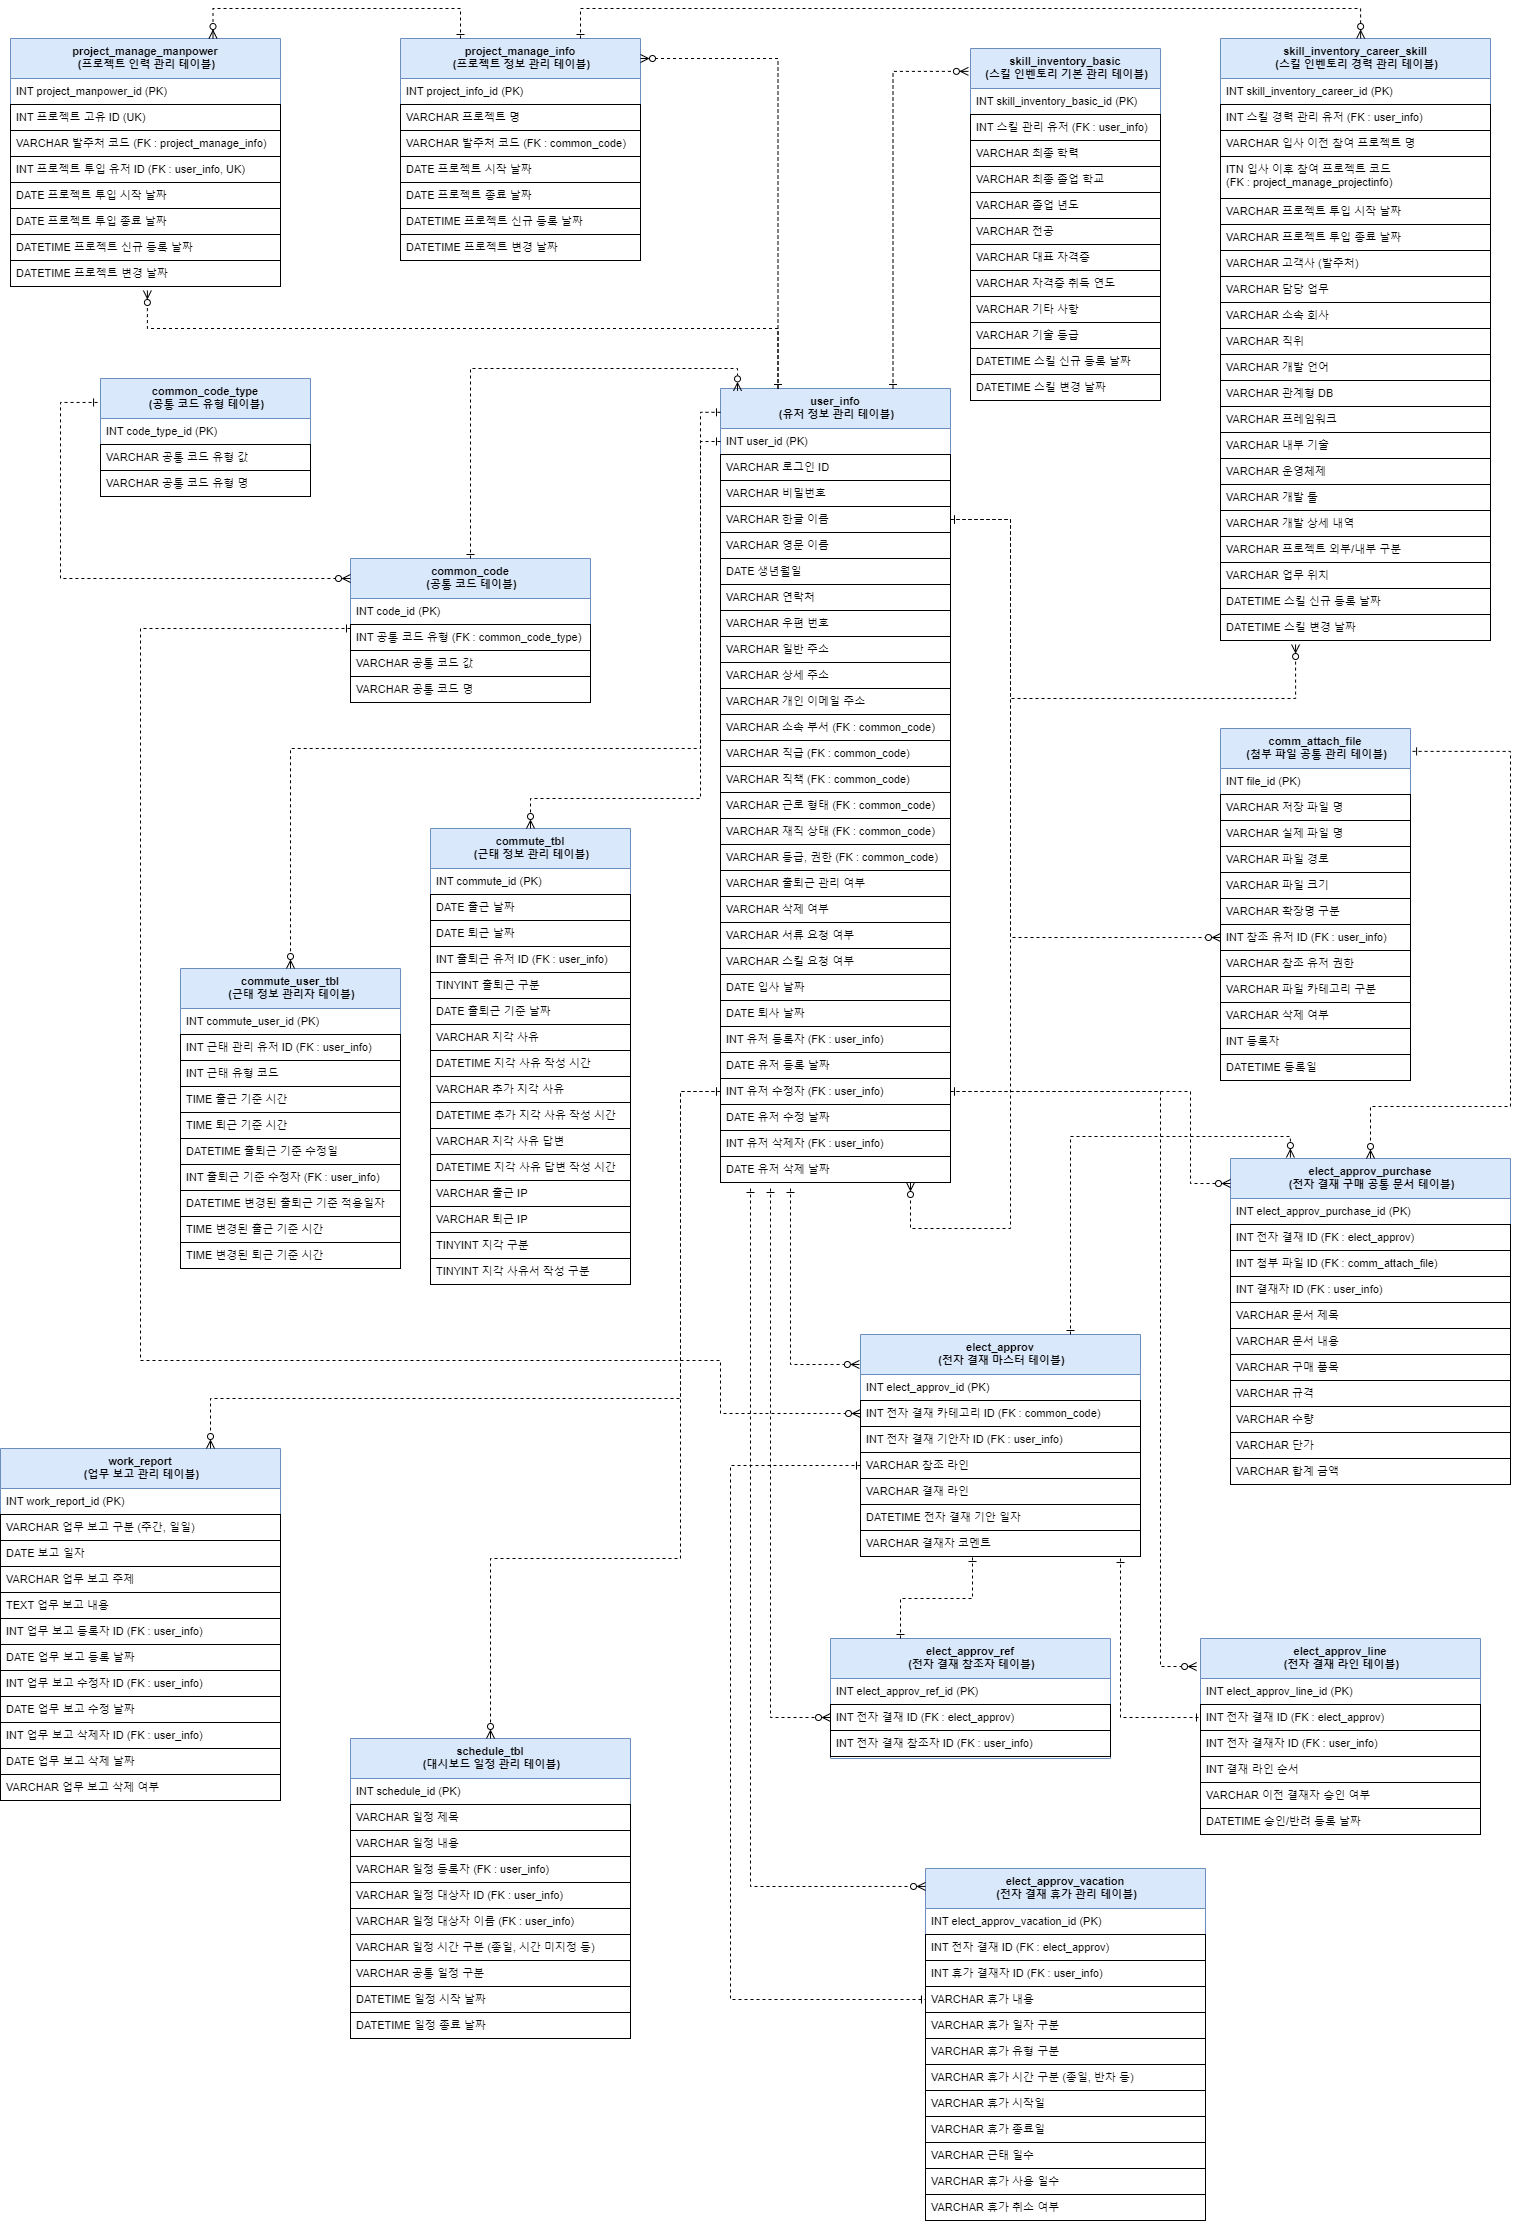 project_manage_manpower
(프로젝트 인력 관리 테이블)
INT project_manpower_id (PK)
INT 프로젝트 고유 ID (UK)
VARCHAR 발주처 코드 (FK : project_manage_info)
INT 프로젝트 투입 유저 ID (FK : user_info, UK)
DATE 프로젝트 투입 시작 날짜
DATE 프로젝트 투입 종료 날짜
DATETIME 프로젝트 신규 등록 날짜
DATETIME 프로젝트 변경 날짜
project_manage_info
(프로젝트 정보 관리 테이블)
INT project_info_id (PK)
VARCHAR 프로젝트 명
VARCHAR 발주처 코드 (FK : common_code)
DATE 프로젝트 시작 날짜
DATE 프로젝트 종료 날짜
DATETIME 프로젝트 신규 등록 날짜
DATETIME 프로젝트 변경 날짜
skill_inventory_basic
(스킬 인벤토리 기본 관리 테이블)
INT skill_inventory_basic_id (PK)
INT 스킬 관리 유저 (FK : user_info)
VARCHAR 최종 학력
VARCHAR 최종 졸업 학교
VARCHAR 졸업 년도
VARCHAR 전공
VARCHAR 대표 자격증
VARCHAR 자격증 취득 연도
VARCHAR 기타 사항
VARCHAR 기술 등급
DATETIME 스킬 신규 등록 날짜
DATETIME 스킬 변경 날짜
skill_inventory_career_skill
(스킬 인벤토리 경력 관리 테이블)
INT skill_inventory_career_id (PK)
INT 스킬 경력 관리 유저 (FK : user_info)
VARCHAR 입사 이전 참여 프로젝트 명
ITN 입사 이후 참여 프로젝트 코드
(FK : project_manage_projectinfo)
VARCHAR 프로젝트 투입 시작 날짜
VARCHAR 프로젝트 투입 종료 날짜
VARCHAR 고객사 (발주처)
VARCHAR 담당 업무
VARCHAR 소속 회사
VARCHAR 직위
VARCHAR 개발 언어
VARCHAR 관계형 DB
VARCHAR 프레임워크
VARCHAR 내부 기술
VARCHAR 운영체제
VARCHAR 개발 툴
VARCHAR 개발 상세 내역
VARCHAR 프로젝트 외부/내부 구분
VARCHAR 업무 위치
DATETIME 스킬 신규 등록 날짜
DATETIME 스킬 변경 날짜
common_code_type
(공통 코드 유형 테이블)
INT code_type_id (PK)
VARCHAR 공통 코드 유형 값
VARCHAR 공통 코드 유형 명
common_code
(공통 코드 테이블)
INT code_id (PK)
INT 공통 코드 유형 (FK : common_code_type)
VARCHAR 공통 코드 값
VARCHAR 공통 코드 명
user_info
(유저 정보 관리 테이블)
INT user_id (PK)
VARCHAR 로그인 ID
VARCHAR 비밀번호
VARCHAR 한글 이름
VARCHAR 영문 이름
DATE 생년월일
VARCHAR 연락처
VARCHAR 우편 번호
VARCHAR 일반 주소
VARCHAR 상세 주소
VARCHAR 개인 이메일 주소
VARCHAR 소속 부서 (FK : common_code)
VARCHAR 직급 (FK : common_code)
VARCHAR 직책 (FK : common_code)
VARCHAR 근로 형태 (FK : common_code)
VARCHAR 재직 상태 (FK : common_code)
VARCHAR 등급, 권한 (FK : common_code)
VARCHAR 출퇴근 관리 여부
VARCHAR 삭제 여부
VARCHAR 서류 요청 여부
VARCHAR 스킬 요청 여부
DATE 입사 날짜
DATE 퇴사 날짜
INT 유저 등록자 (FK : user_info)
DATE 유저 등록 날짜
INT 유저 수정자 (FK : user_info)
DATE 유저 수정 날짜
INT 유저 삭제자 (FK : user_info)
DATE 유저 삭제 날짜
comm_attach_file
(첨부 파일 공통 관리 테이블)
INT file_id (PK)
VARCHAR 저장 파일 명
VARCHAR 실제 파일 명
VARCHAR 파일 경로
VARCHAR 파일 크기
VARCHAR 확장명 구분
INT 참조 유저 ID (FK : user_info)
VARCHAR 참조 유저 권한
VARCHAR 파일 카테고리 구분
VARCHAR 삭제 여부
INT 등록자
DATETIME 등록일
commute_tbl
(근태 정보 관리 테이블)
INT commute_id (PK)
DATE 출근 날짜
DATE 퇴근 날짜
INT 출퇴근 유저 ID (FK : user_info)
TINYINT 출퇴근 구분
DATE 출퇴근 기준 날짜
VARCHAR 지각 사유
DATETIME 지각 사유 작성 시간
VARCHAR 추가 지각 사유
DATETIME 추가 지각 사유 작성 시간
VARCHAR 지각 사유 답변
DATETIME 지각 사유 답변 작성 시간
VARCHAR 출근 IP
VARCHAR 퇴근 IP
TINYINT 지각 구분
TINYINT 지각 사유서 작성 구분
commute_user_tbl
(근태 정보 관리자 테이블)
INT commute_user_id (PK)
INT 근태 관리 유저 ID (FK : user_info)
INT 근태 유형 코드
TIME 출근 기준 시간
TIME 퇴근 기준 시간
DATETIME 출퇴근 기준 수정일
INT 출퇴근 기준 수정자 (FK : user_info)
DATETIME 변경된 출퇴근 기준 적용일자
TIME 변경된 출근 기준 시간
TIME 변경된 퇴근 기준 시간
elect_approv_purchase
(전자 결재 구매 공통 문서 테이블)
INT elect_approv_purchase_id (PK)
INT 전자 결재 ID (FK : elect_approv)
INT 첨부 파일 ID (FK : comm_attach_file)
INT 결재자 ID (FK : user_info)
VARCHAR 문서 제목
VARCHAR 문서 내용
VARCHAR 구매 품목
VARCHAR 규격
VARCHAR 수량
VARCHAR 단가
VARCHAR 합계 금액
elect_approv
(전자 결재 마스터 테이블)
INT elect_approv_id (PK)
INT 전자 결재 카테고리 ID (FK : common_code)
INT 전자 결재 기안자 ID (FK : user_info)
VARCHAR 참조 라인
VARCHAR 결재 라인
DATETIME 전자 결재 기안 일자
VARCHAR 결재자 코멘트
work_report
(업무 보고 관리 테이블)
INT work_report_id (PK)
VARCHAR 업무 보고 구분 (주간, 일일)
DATE 보고 일자
VARCHAR 업무 보고 주제
TEXT 업무 보고 내용
INT 업무 보고 등록자 ID (FK : user_info)
DATE 업무 보고 등록 날짜
INT 업무 보고 수정자 ID (FK : user_info)
DATE 업무 보고 수정 날짜
INT 업무 보고 삭제자 ID (FK : user_info)
DATE 업무 보고 삭제 날짜
VARCHAR 업무 보고 삭제 여부
elect_approv_ref
(전자 결재 참조자 테이블)
INT elect_approv_ref_id (PK)
INT 전자 결재 ID (FK : elect_approv)
INT 전자 결재 참조자 ID (FK : user_info)
elect_approv_line
(전자 결재 라인 테이블)
INT elect_approv_line_id (PK)
INT 전자 결재 ID (FK : elect_approv)
INT 전자 결재자 ID (FK : user_info)
INT 결재 라인 순서
VARCHAR 이전 결재자 승인 여부
DATETIME 승인/반려 등록 날짜
schedule_tbl
(대시보드 일정 관리 테이블)
INT schedule_id (PK)
VARCHAR 일정 제목
VARCHAR 일정 내용
VARCHAR 일정 등록자 (FK : user_info)
VARCHAR 일정 대상자 ID (FK : user_info)
VARCHAR 일정 대상자 이름 (FK : user_info)
VARCHAR 일정 시간 구분 (종일, 시간 미지정 등)
VARCHAR 공통 일정 구분
DATETIME 일정 시작 날짜
DATETIME 일정 종료 날짜
elect_approv_vacation
(전자 결재 휴가 관리 테이블)
INT elect_approv_vacation_id (PK)
INT 전자 결재 ID (FK : elect_approv)
INT 휴가 결재자 ID (FK : user_info)
VARCHAR 휴가 내용
VARCHAR 휴가 일자 구분
VARCHAR 휴가 유형 구분
VARCHAR 휴가 시간 구분 (종일, 반차 등)
VARCHAR 휴가 시작일
VARCHAR 휴가 종료일
VARCHAR 근태 일수
VARCHAR 휴가 사용 일수
VARCHAR 휴가 취소 여부